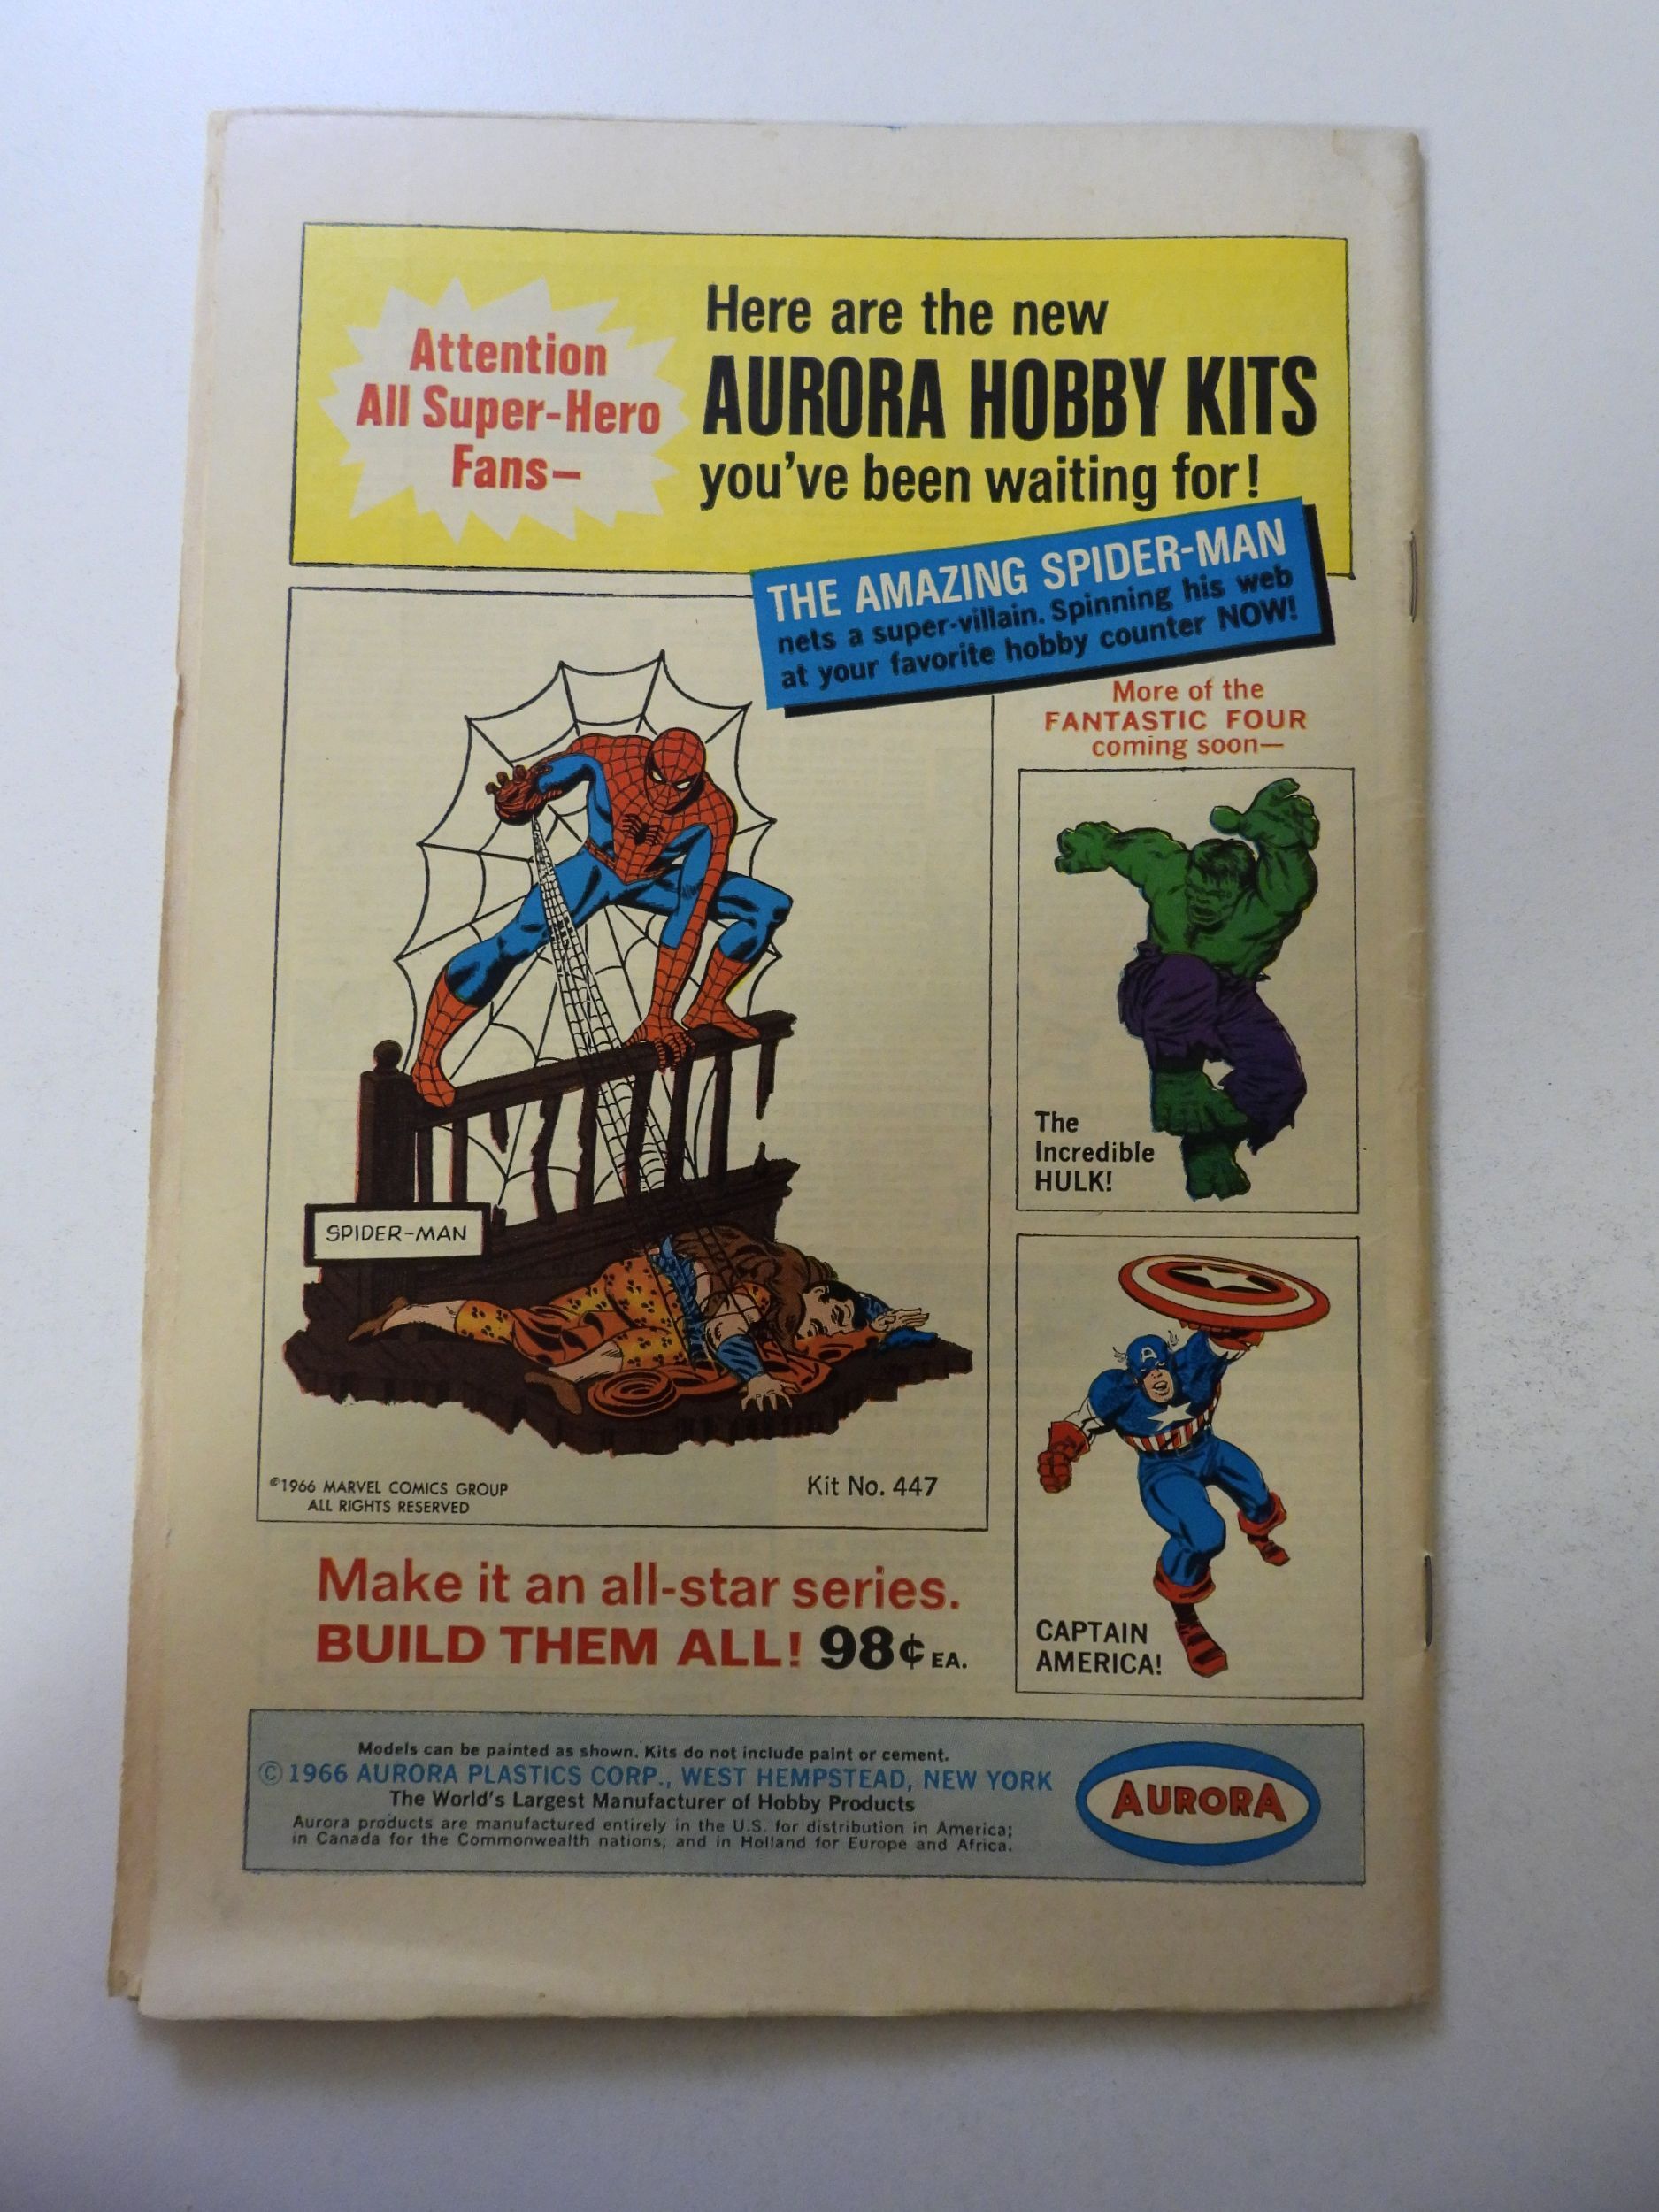 Attention
All Super-Hero
Fans—
Here are the new
AURORA HOBBY KITS
you've been waiting for!
THE AMAZING SPIDER-MAN
nets a super-villain. Spinning his web
at your favorite hobby counter NOW!
More of the
FANTASTIC FOUR
coming soon—
The
Incredible
HULK!
SPIDER-MAN
A
©1966 MARVEL COMICS GROUP
ALL RIGHTS RESERVED
Kit No. 447
CAPTAIN
AMERICA!
Make it an all-star series.
BUILD THEM ALL! 98¢ EA.
Models can be painted as shown. Kits do not include paint or cement.
© 1966 AURORA PLASTICS CORP., WEST HEMPSTEAD, NEW YORK
The World's Largest Manufacturer of Hobby Products
Aurora products are manufactured entirely in the U.S. for distribution in America;
in Canada for the Commonwealth nations; and in Holland for Europe and Africa.
AURORA